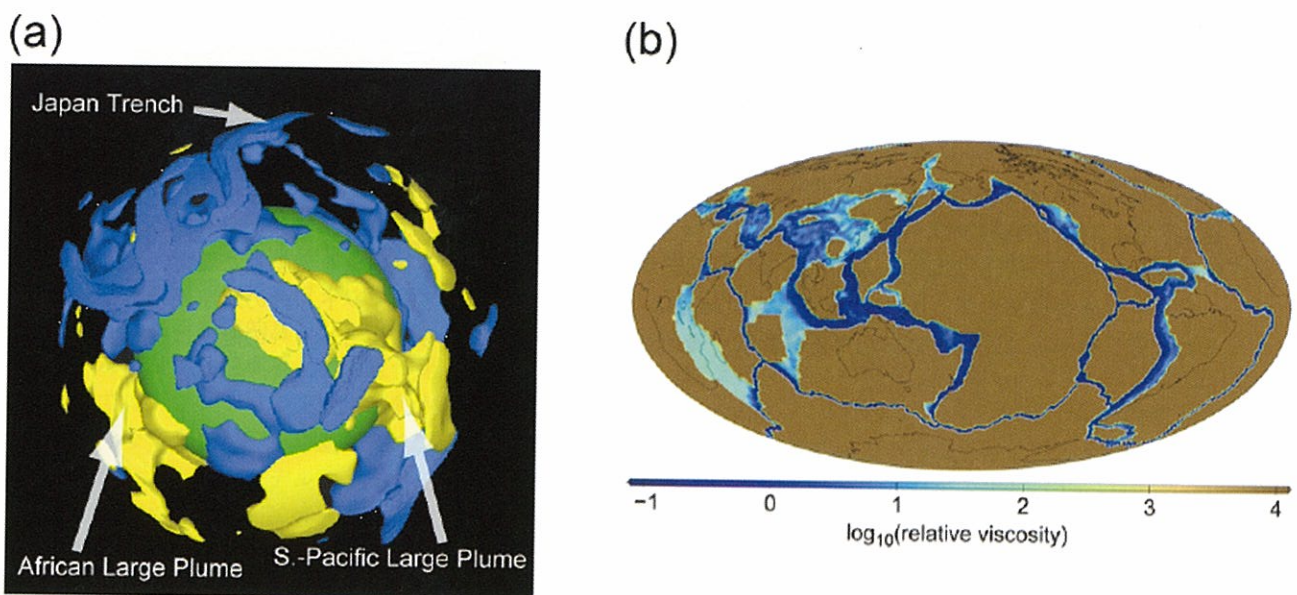 (a)
Japan Trench
African Large Plume
S.-Pacific Large Plume
(b)
−1 0 1 2 3 4
log10(relative viscosity)